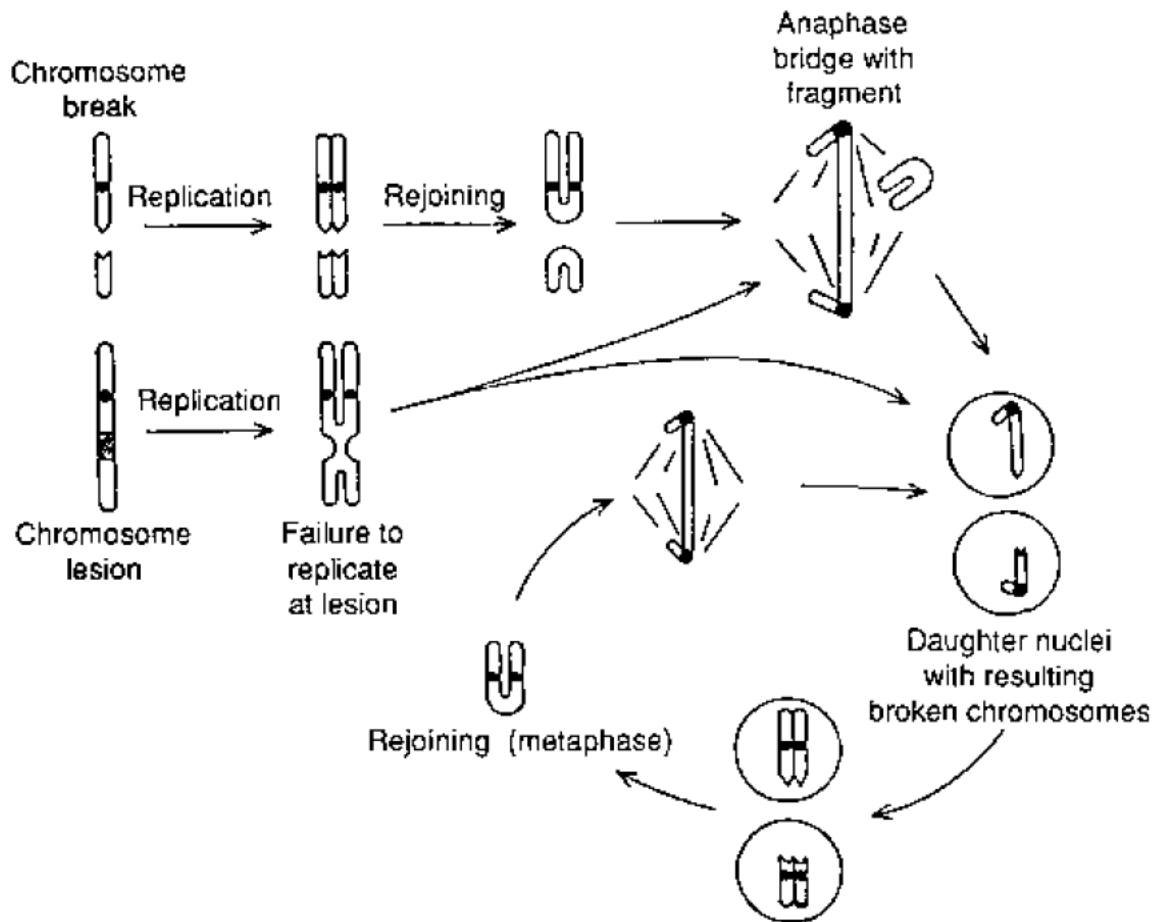 Anaphase
bridge with
fragment
Chromosome
break
Replication
Rejoining
Replication
Chromosome
lesion
Failure to
replicate
at lesion
Daughter nuclei
with resulting
broken chromosomes
Rejoining (metaphase)